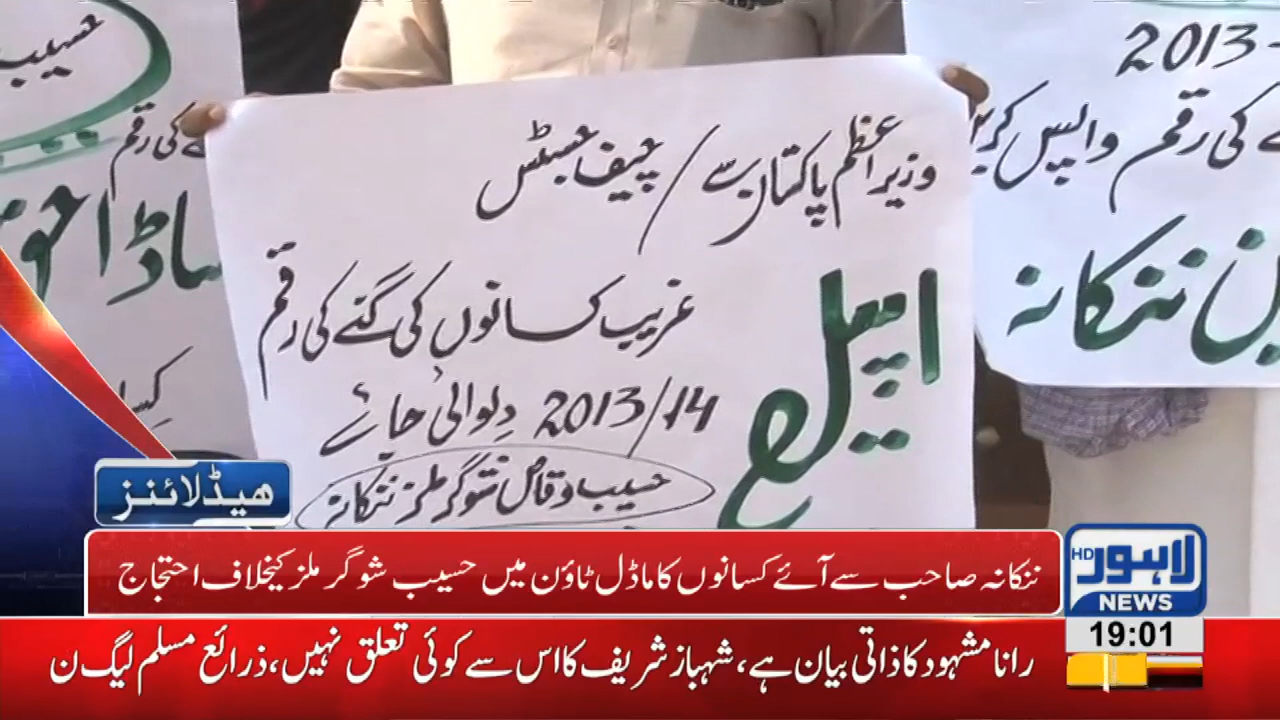 وزیراعظم پاکستان سے / چیف جسٹس
اپیل
غریب کسانوں کی گنے کی رقم
2013/14 دلوائی جائے
حسیب وقاص شوگر ملز ننکانہ
2013-
کی رقم واپس
ننکانہ
حسیب
کی رقم
ساڈا حق
ہیڈلائنز
ننکانہ صاحب سے آئے کسانوں کا ماڈل ٹاؤن میں حسیب شوگر ملز کیخلاف احتجاج
لاہور
HD
NEWS
19:01
رانا مشہود کا ذاتی بیان ہے، شہباز شریف کا اس سے کوئی تعلق نہیں، ذرائع مسلم لیگ ن